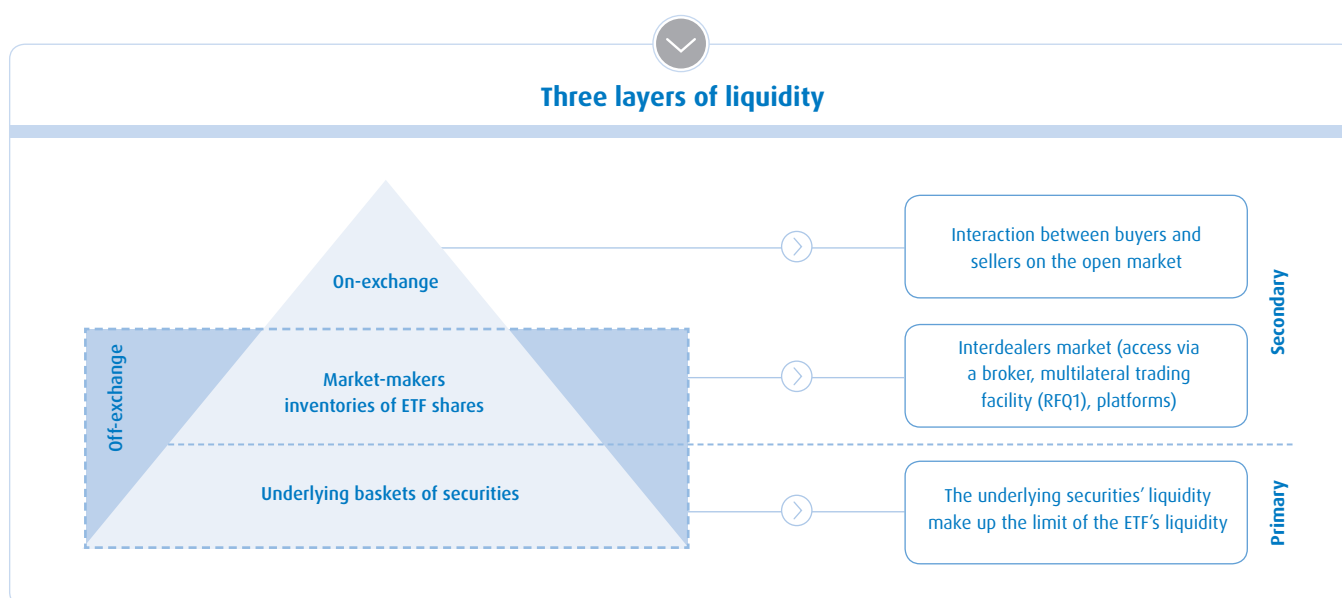 Three layers of liquidity
On-exchange
Interaction between buyers and
sellers on the open market
Secondary
Off-exchange
Market-makers
inventories of ETF shares
Interdealers market (access via
a broker, multilateral trading
facility (RFQ1), platforms)
Underlying baskets of securities
The underlying securities’ liquidity
make up the limit of the ETF’s liquidity
Primary